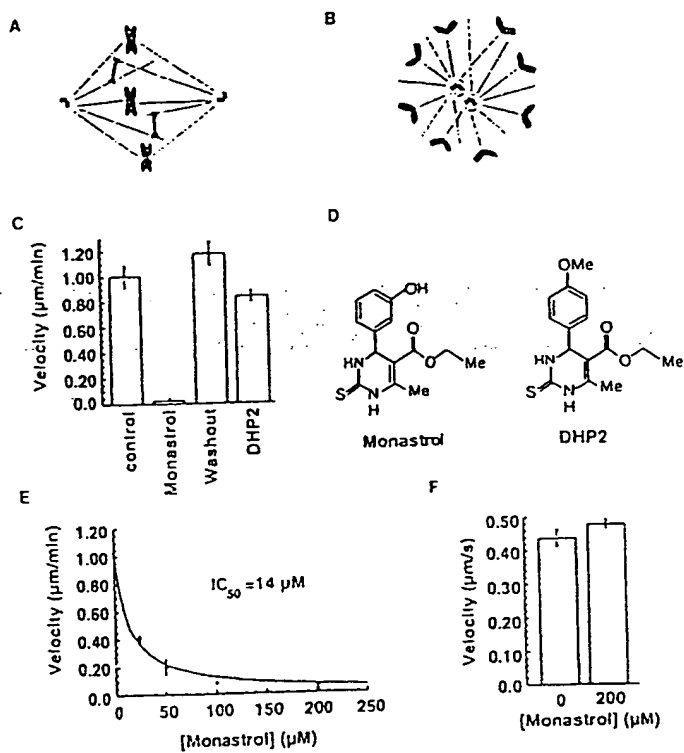 A
B
C
Velocity (µm/min)
1.20
1.00
0.80
0.60
0.40
0.20
0.0
control
Monastrol
Washout
DHP2
D
OH
O
O
Me
HN
S
N
H
Me
Monastrol
OMe
O
O
Me
HN
S
N
H
Me
DHP2
E
Velocity (µm/min)
1.20
1.00
0.80
0.60
0.40
0.20
0.0
IC50 =14 µM
0
50
100
150
200
250
[Monastrol] (µM)
F
Velocity (µm/s)
0.50
0.40
0.30
0.20
0.10
0.0
0
200
[Monastrol] (µM)